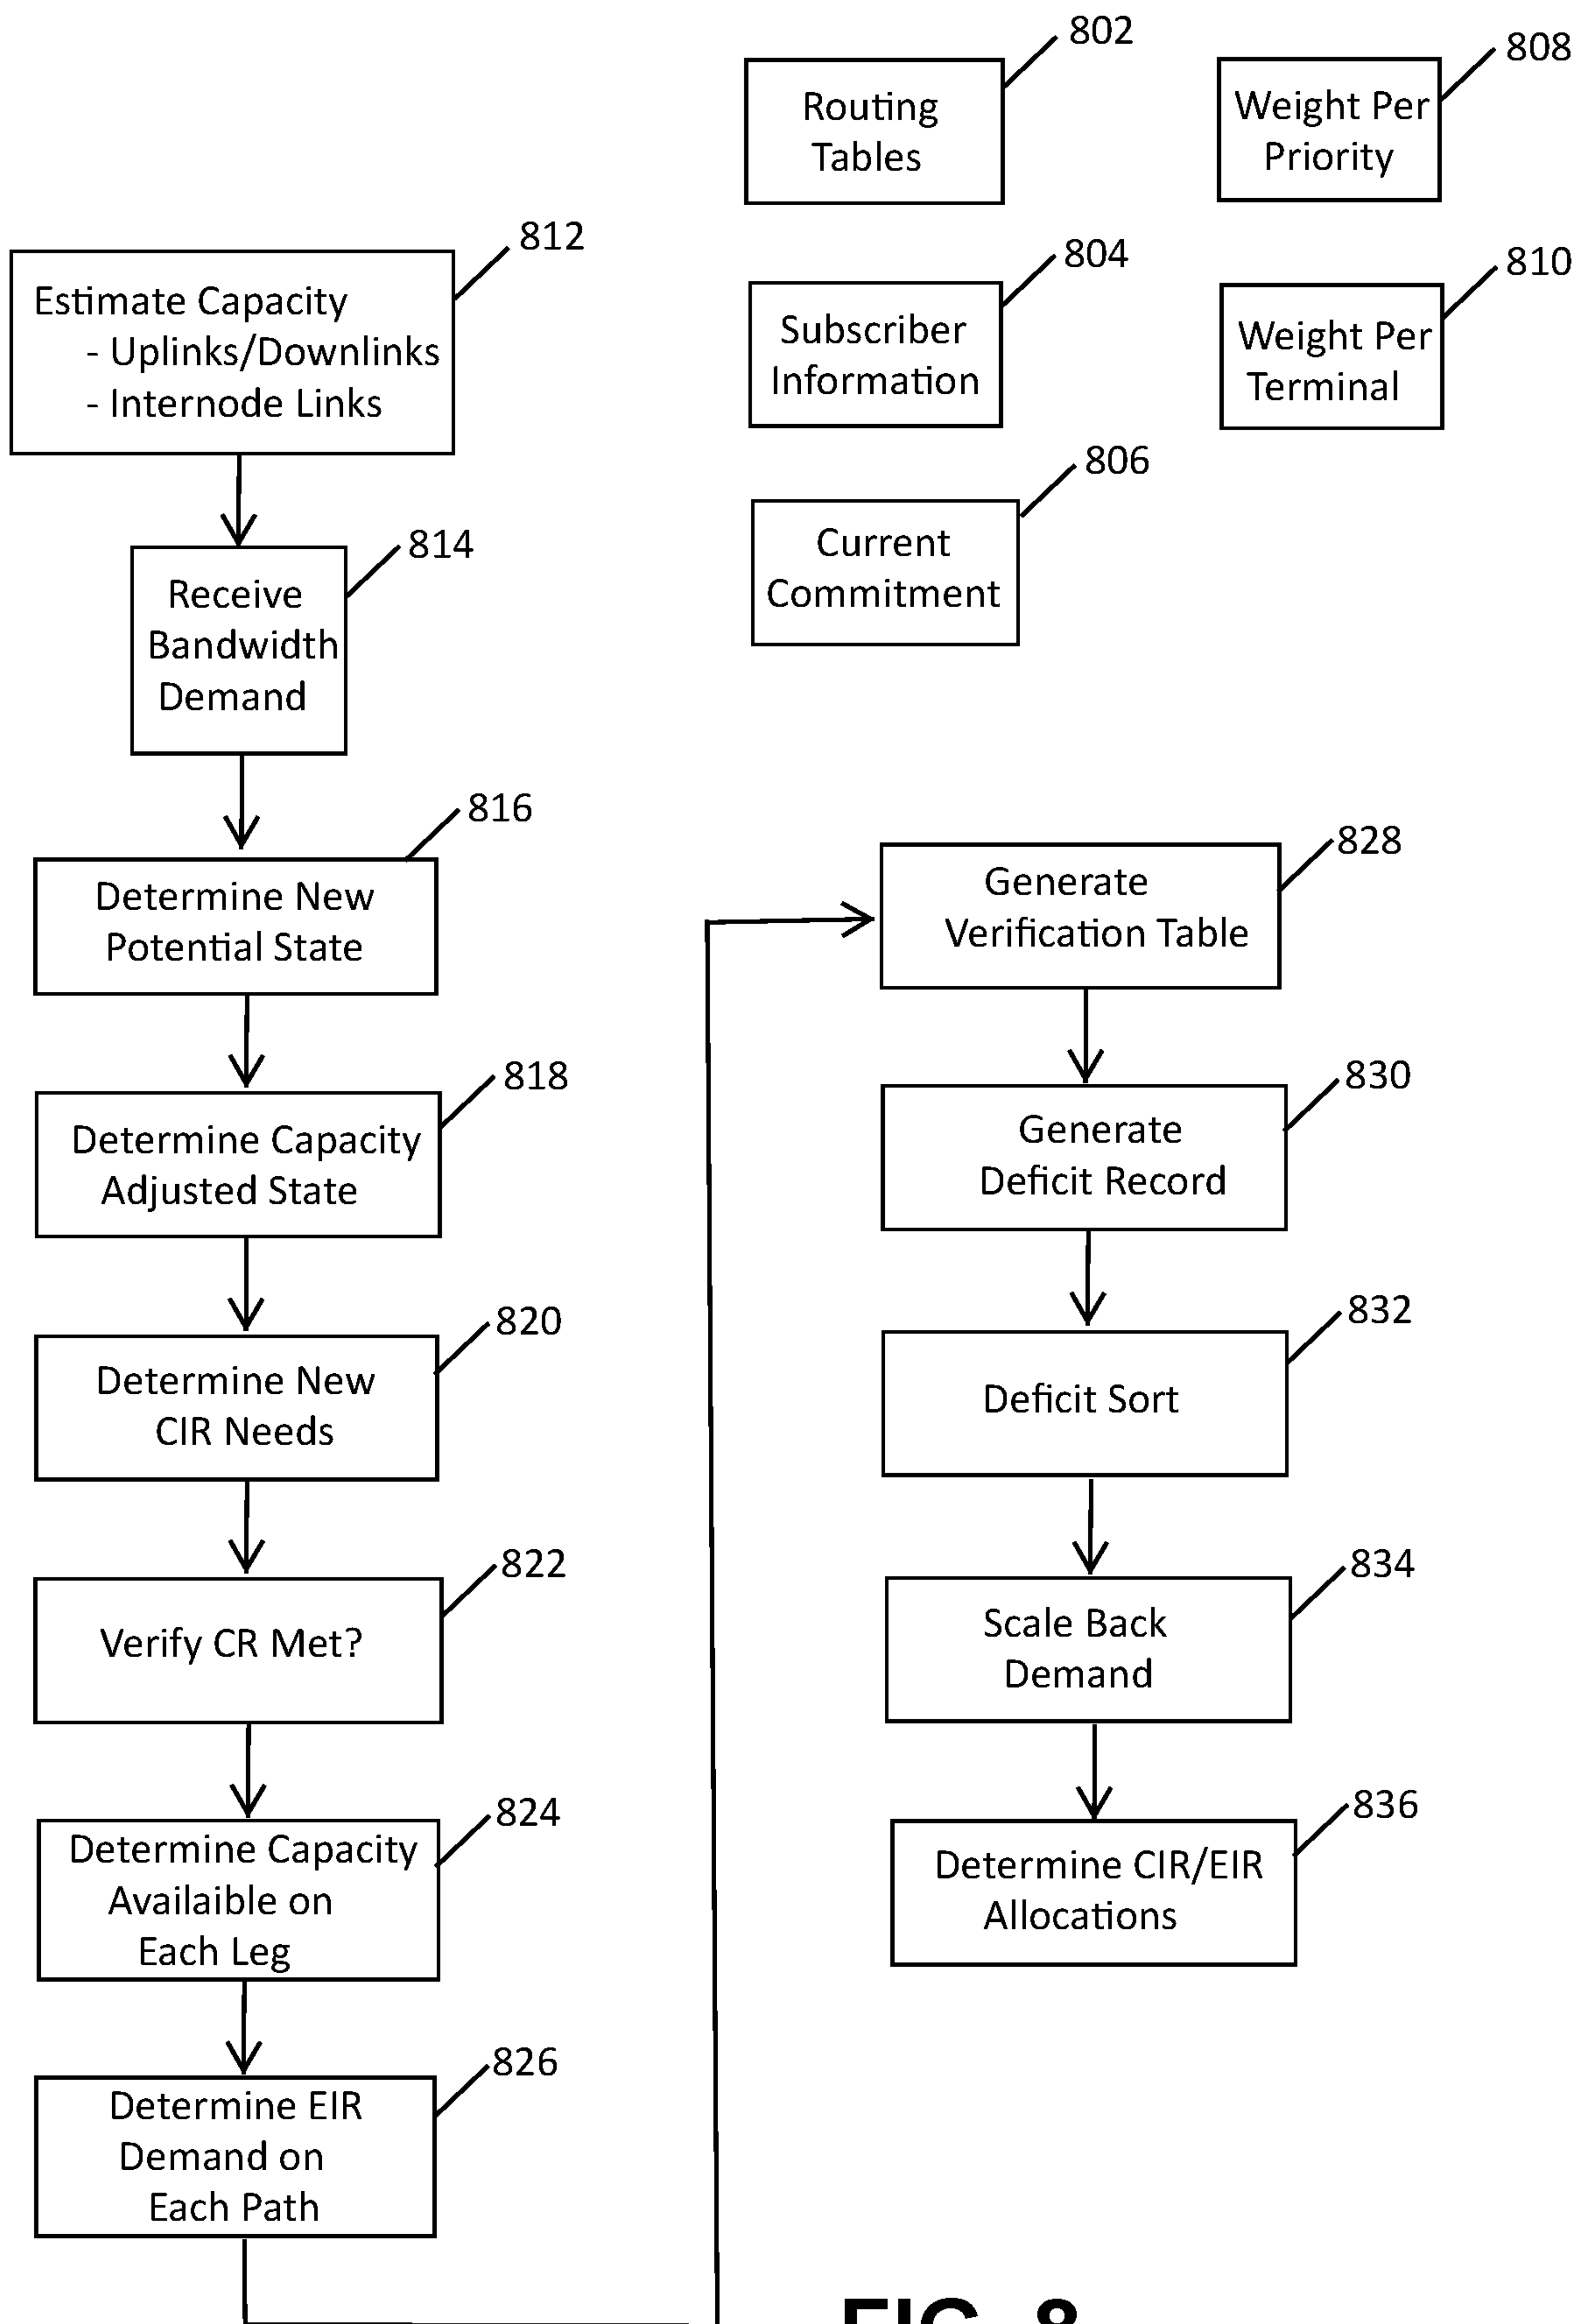 802
Routing
Tables
808
Weight Per
Priority
812
Estimate Capacity
- Uplinks/Downlinks
- Internode Links
804
Subscriber
Information
810
Weight Per
Terminal
806
Current
Commitment
814
Receive
Bandwidth
Demand
816
Determine New
Potential State
818
Determine Capacity
Adjusted State
820
Determine New
CIR Needs
822
Verify CR Met?
824
Determine Capacity
Availaible on
Each Leg
826
Determine EIR
Demand on
Each Path
828
Generate
Verification Table
830
Generate
Deficit Record
832
Deficit Sort
834
Scale Back
Demand
836
Determine CIR/EIR
Allocations
FIG. 8